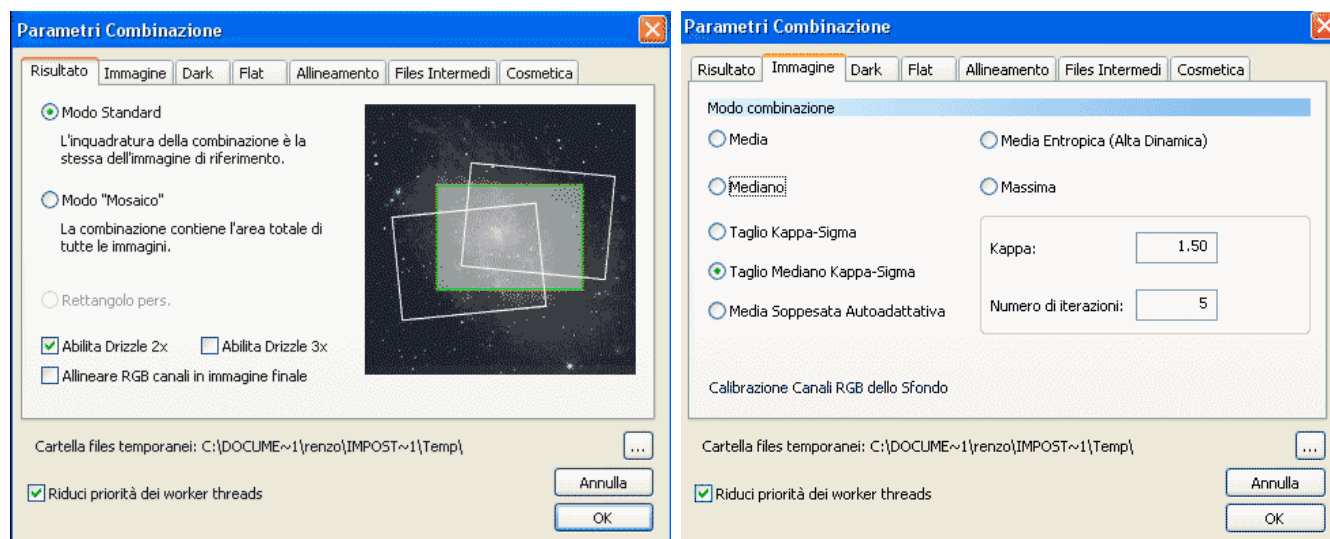 Parametri Combinazione
Risultato Immagine Dark Flat Allineamento Files Intermedi Cosmetica
Modo Standard
L'inquadratura della combinazione è la
stessa dell'immagine di riferimento.
Modo "Mosaico"
La combinazione contiene l'area totale di
tutte le immagini.
Rettangolo pers.
Abilita Drizzle 2x Abilita Drizzle 3x
Allineare RGB canali in immagine finale
Cartella files temporanei: C:\DOCUME~1\renzo\IMPOST~1\Temp\ ...
Riduci priorità dei worker threads
Annulla
OK
Parametri Combinazione
Risultato Immagine Dark Flat Allineamento Files Intermedi Cosmetica
Modo combinazione
Media Media Entropica (Alta Dinamica)
Mediano Massima
Taglio Kappa-Sigma
Kappa: 1.50
Taglio Mediano Kappa-Sigma
Media Soppesata Autoadattativa Numero di iterazioni: 5
Calibrazione Canali RGB dello Sfondo
Cartella files temporanei: C:\DOCUME~1\renzo\IMPOST~1\Temp\ ...
Riduci priorità dei worker threads
Annulla
OK